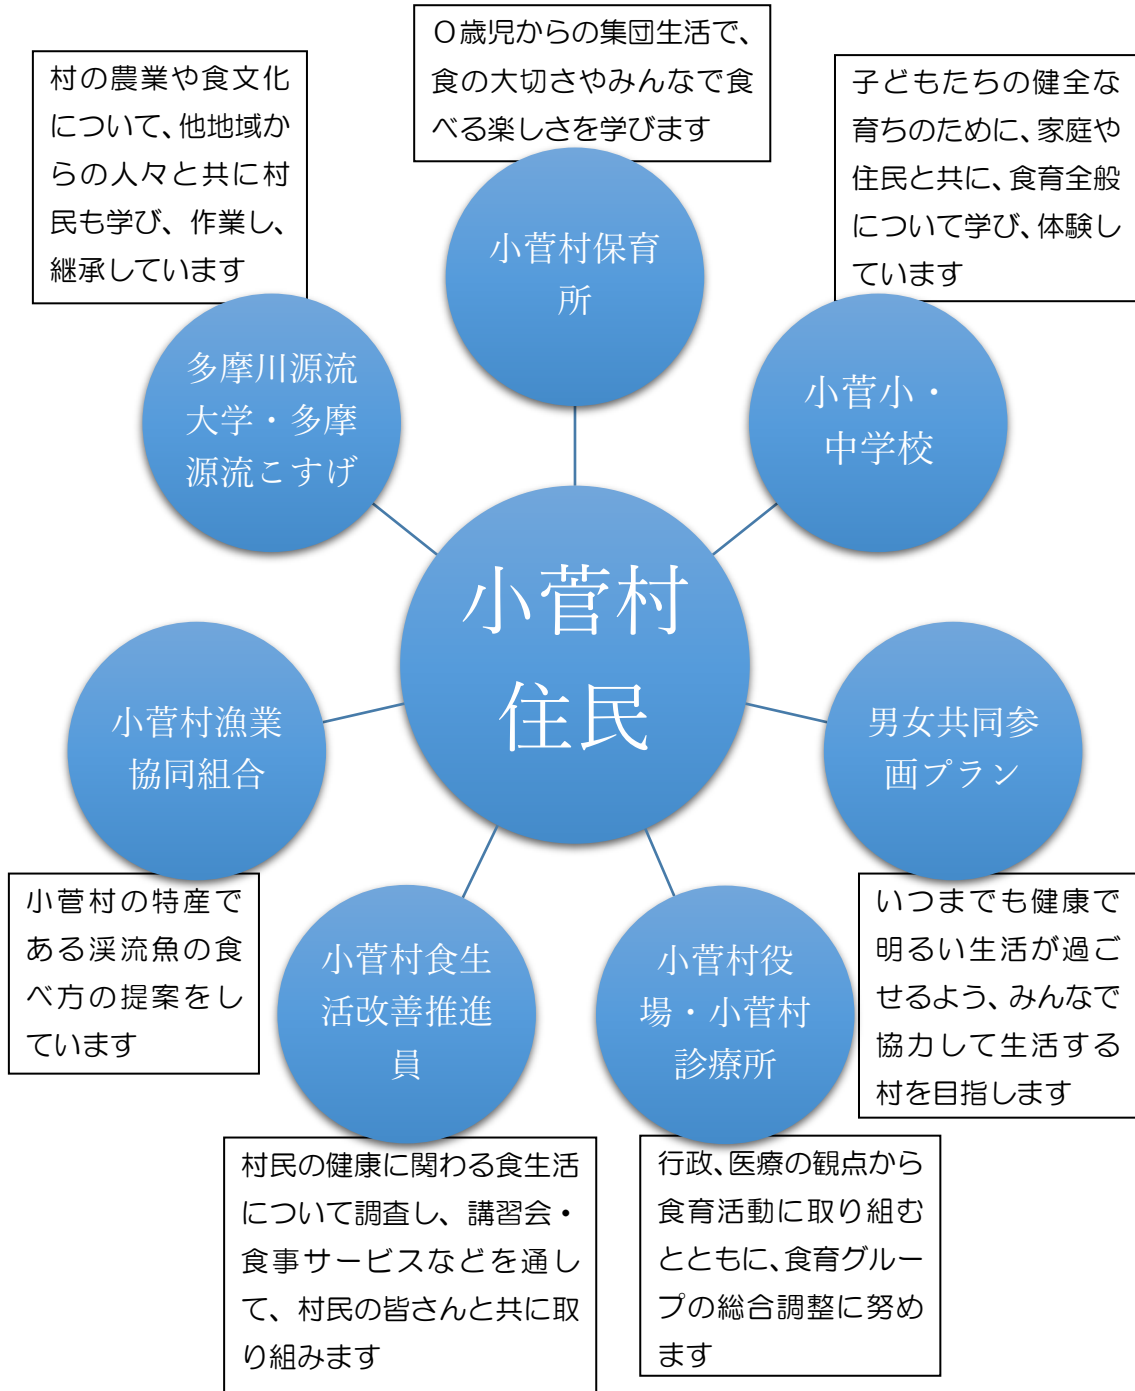 ０歳児からの集団生活で、
食の大切さやみんなで食
べる楽しさを学びます
小菅村保育
所
村の農業や食文化
について、他地域か
らの人々と共に村
民も学び、作業し、
継承しています
多摩川源流
大学・多摩
源流こすげ
子どもたちの健全な
育ちのために、家庭や
住民と共に、食育全般
について学び、体験し
ています
小菅小・
中学校
小菅村
住民
小菅村漁業
協同組合
小菅村の特産で
ある渓流魚の食
べ方の提案をし
ています
男女共同参
画プラン
いつまでも健康で
明るい生活が過ご
せるよう、みんなで
協力して生活する
村を目指します
小菅村食生
活改善推進
員
村民の健康に関わる食生活
について調査し、講習会・
食事サービスなどを通し
て、村民の皆さんと共に取
り組みます
小菅村役
場・小菅村
診療所
行政、医療の観点から
食育活動に取り組む
とともに、食育グルー
プの総合調整に努め
ます